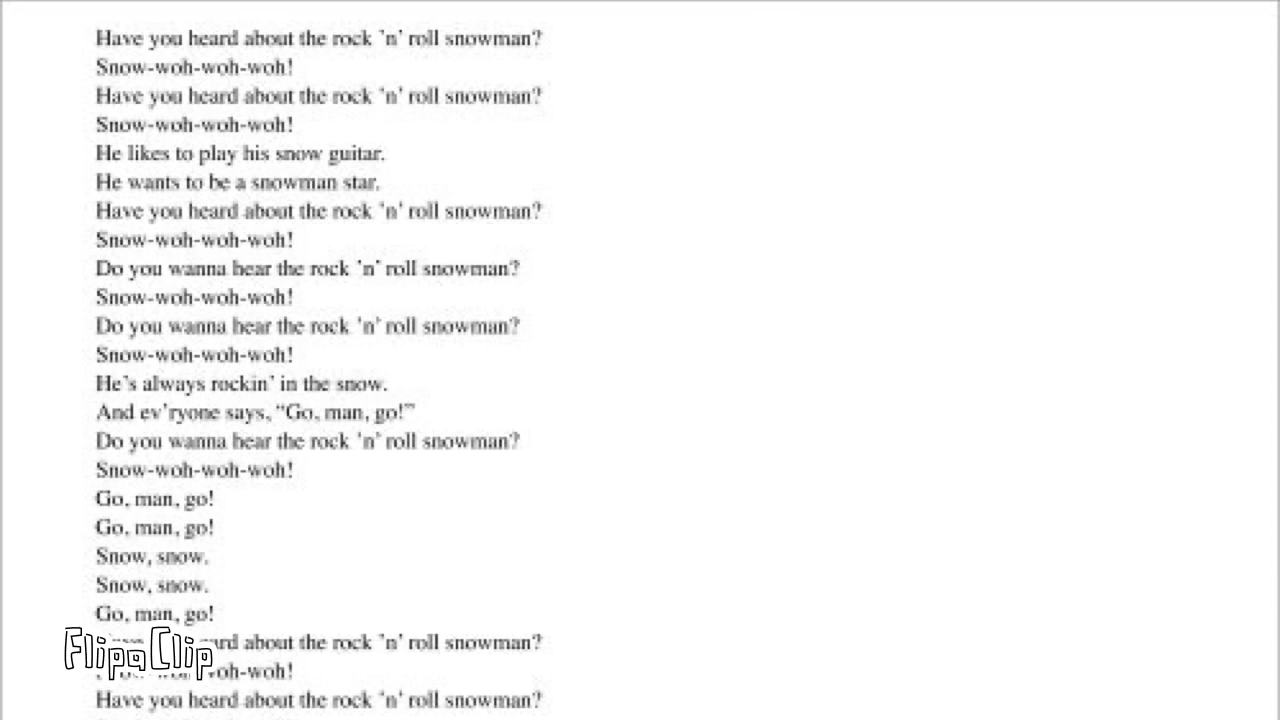 Have you heard about the rock ’n’ roll snowman?
Snow-woh-woh-woh!
Have you heard about the rock ’n’ roll snowman?
Snow-woh-woh-woh!
He likes to play his snow guitar.
He wants to be a snowman star.
Have you heard about the rock ’n’ roll snowman?
Snow-woh-woh-woh!
Do you wanna hear the rock ’n’ roll snowman?
Snow-woh-woh-woh!
Do you wanna hear the rock ’n’ roll snowman?
Snow-woh-woh-woh!
He’s always rockin’ in the snow.
And ev’ryone says, “Go, man, go!”
Do you wanna hear the rock ’n’ roll snowman?
Snow-woh-woh-woh!
Go, man, go!
Go, man, go!
Snow, snow.
Snow, snow.
Go, man, go!
about the rock ’n’ roll snowman?
FlipaClip
woh!
Have you heard about the rock ’n’ roll snowman?